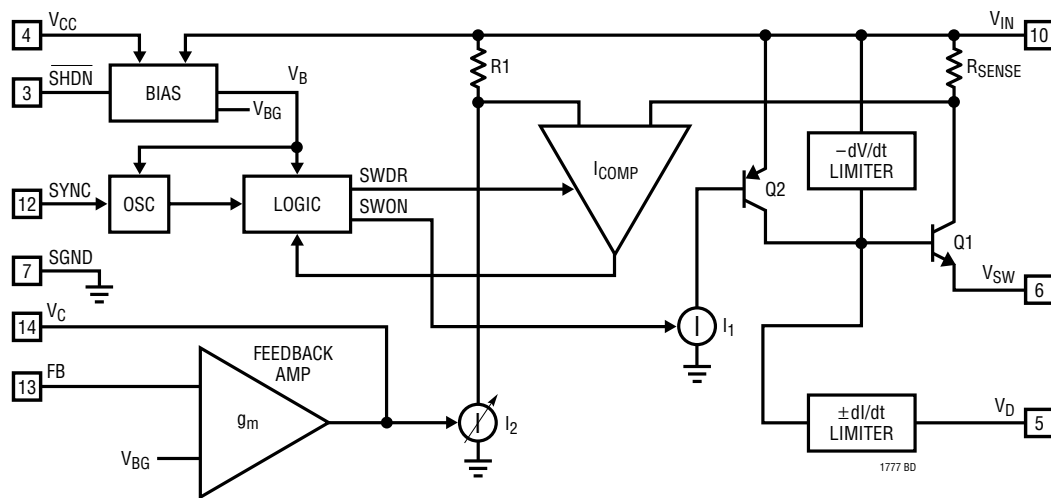 4
VCC
VIN
10
3
SHDN
BIAS
VB
VBG
R1
RSENSE
ICOMP
–dV/dt
LIMITER
Q2
12
SYNC
OSC
LOGIC
SWDR
SWON
Q1
7
SGND
VSW
6
14
VC
I
I1
13
FB
FEEDBACK
AMP
gm
VBG
I
I2
±dI/dt
LIMITER
VD
5
1777 BD